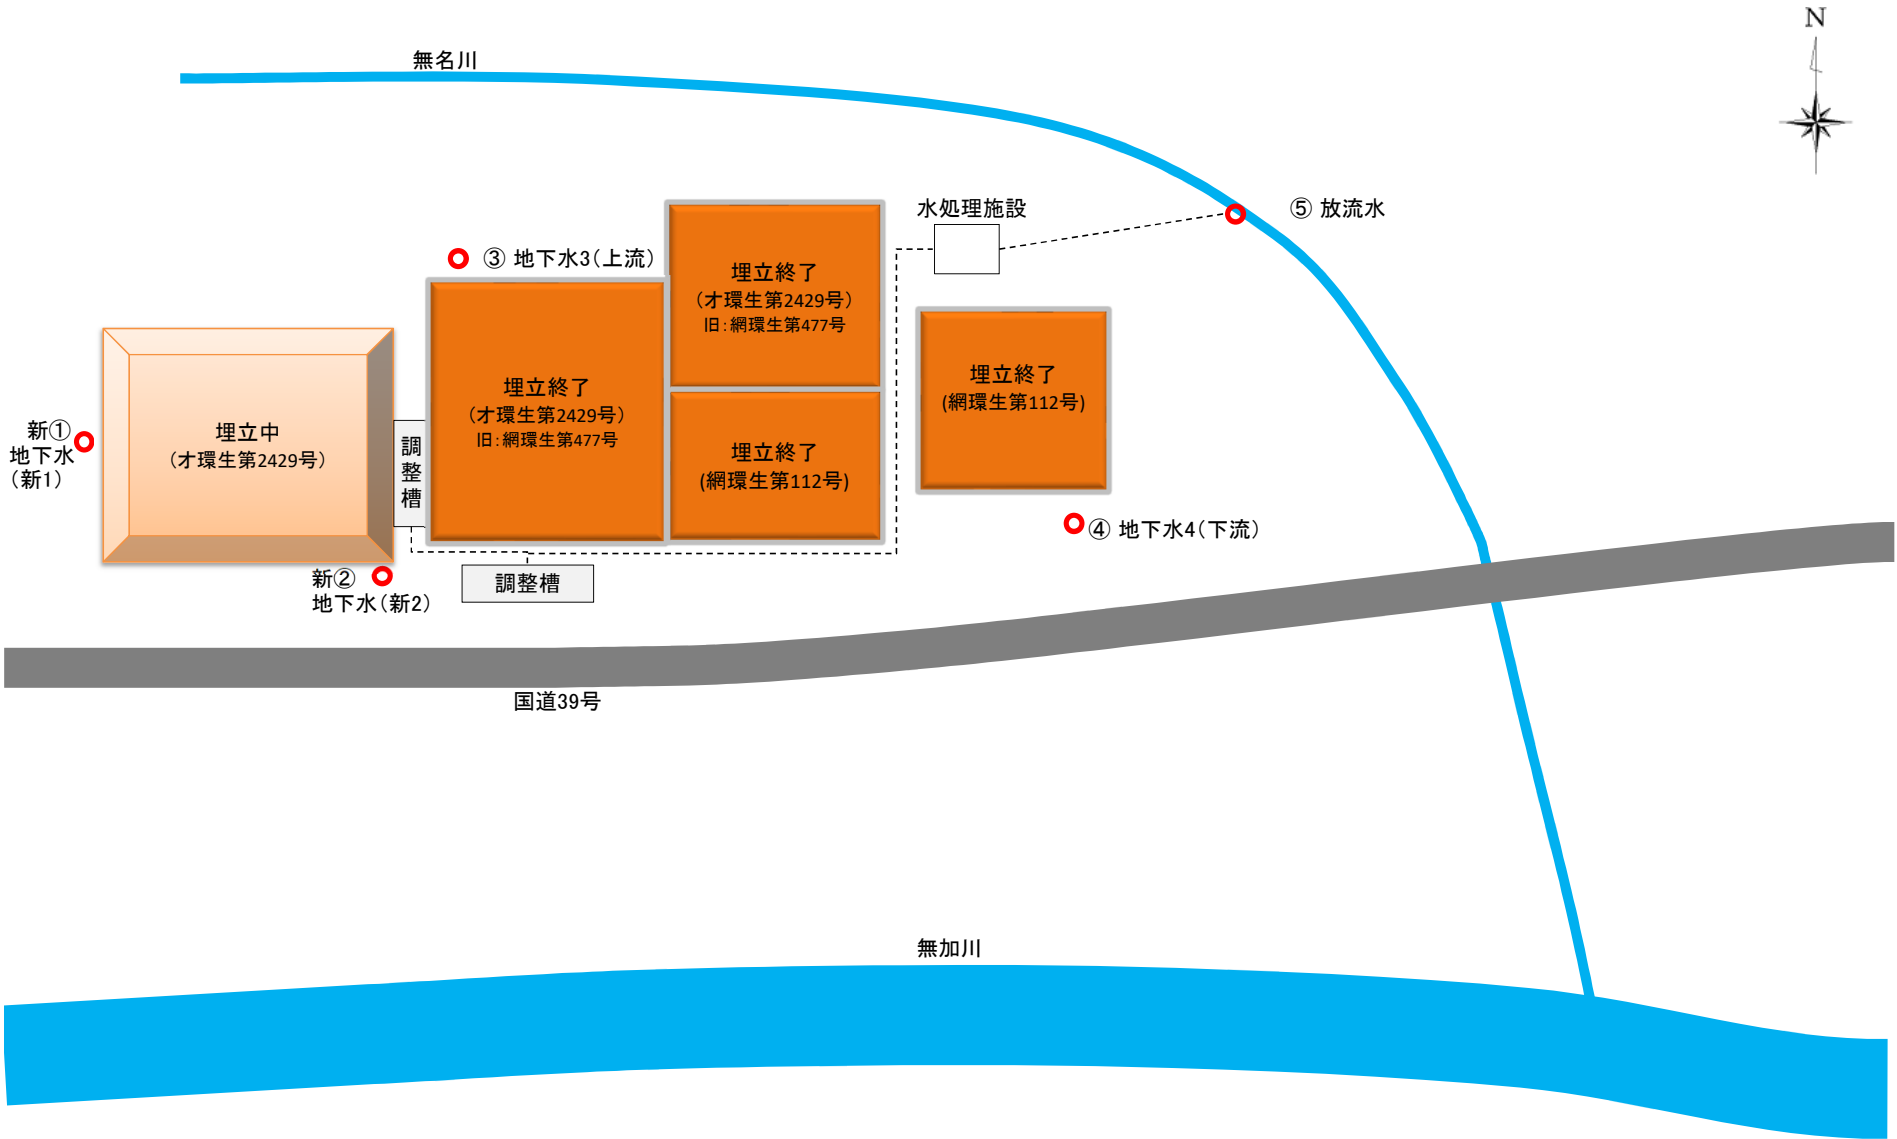 N
無名川
水処理施設
⑤ 放流水
③ 地下水3(上流)
埋立終了
(オ環生第2429号)
旧:網環生第477号
埋立終了
(網環生第112号)
埋立終了
(オ環生第2429号)
旧:網環生第477号
埋立中
(オ環生第2429号)
新①
地下水
(新1)
調
整
槽
埋立終了
(網環生第112号)
④ 地下水4(下流)
新②
地下水(新2)
調整槽
国道39号
無加川